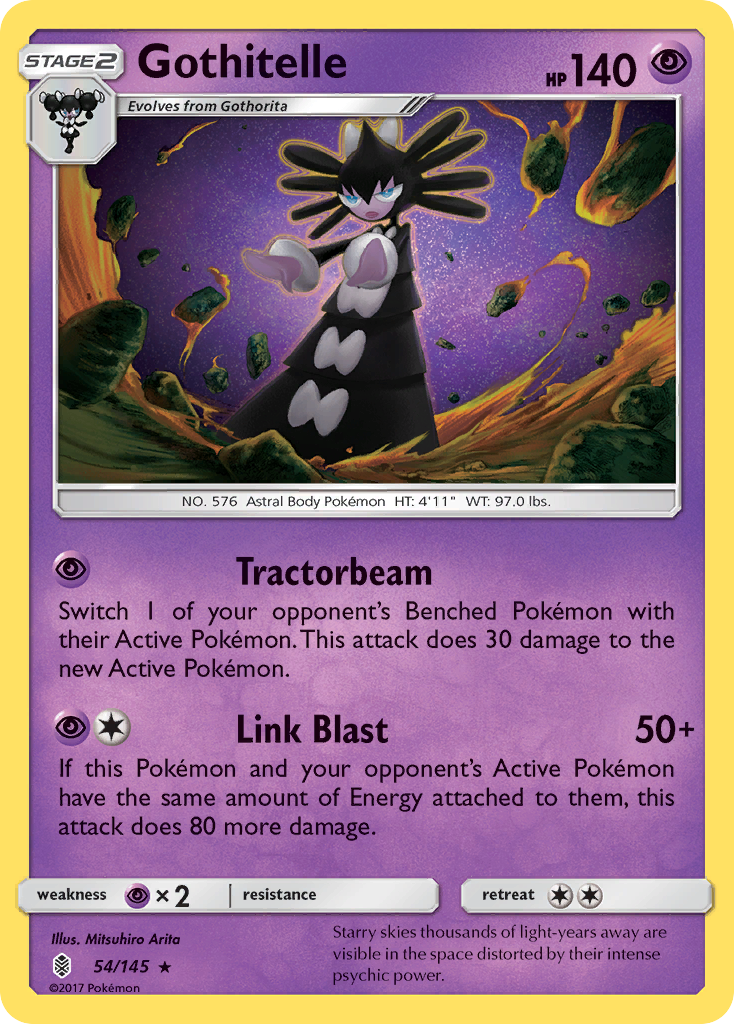 STAGE2
Gothitelle
HP 140
Evolves from Gothorita
NO. 576 Astral Body Pokémon HT: 4'11" WT: 97.0 lbs.
Tractorbeam
Switch 1 of your opponent's Benched Pokémon with
their Active Pokémon. This attack does 30 damage to the
new Active Pokémon.
Link Blast 50+
If this Pokémon and your opponent's Active Pokémon
have the same amount of Energy attached to them, this
attack does 80 more damage.
weakness ×2 resistance retreat
Illus. Mitsuhiro Arita
54/145 ★
©2017 Pokémon
Starry skies thousands of light-years away are
visible in the space distorted by their intense
psychic power.